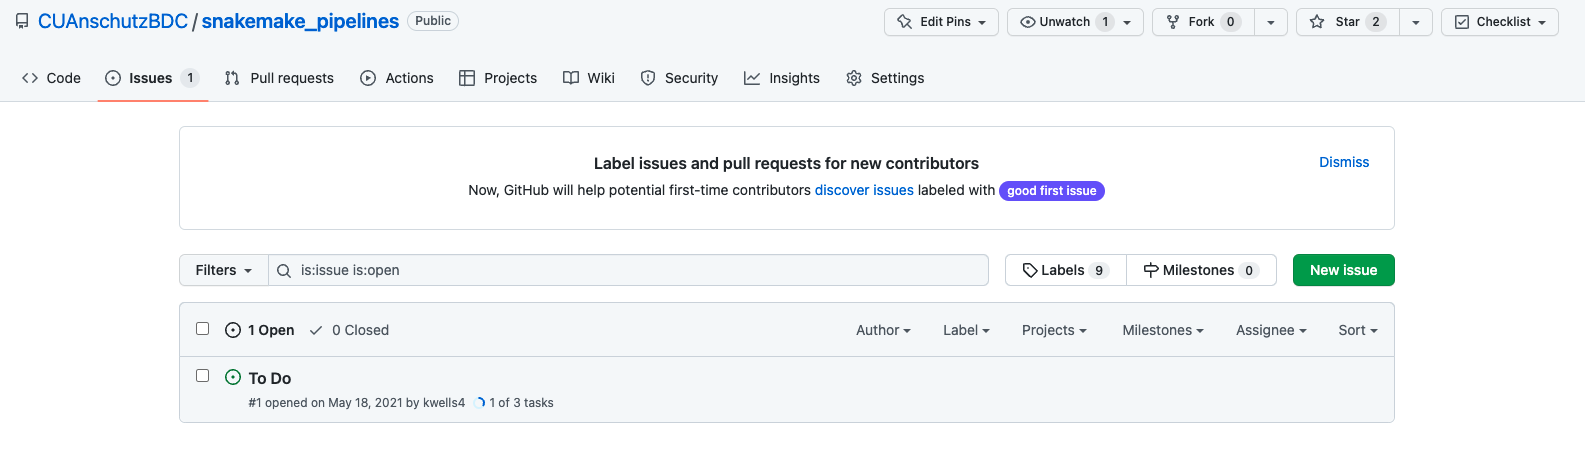 CUAnschutzBDC / snakemake_pipelines Public Edit Pins Unwatch 1 Fork 0 Star 2 Checklist
Code Issues 1 Pull requests Actions Projects Wiki Security Insights Settings
Label issues and pull requests for new contributors
Dismiss
Now, GitHub will help potential first-time contributors discover issues labeled with good first issue
Filters is:issue is:open Labels 9 Milestones 0 New issue
1 Open 0 Closed Author Label Projects Milestones Assignee Sort
To Do
#1 opened on May 18, 2021 by kwells4 1 of 3 tasks